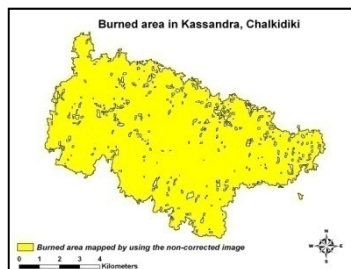 Burned area in Kassandra, Chalkidiki
N
W E
S
Burned area mapped by using the non-corrected image
0 1 2 3 4
Kilometers